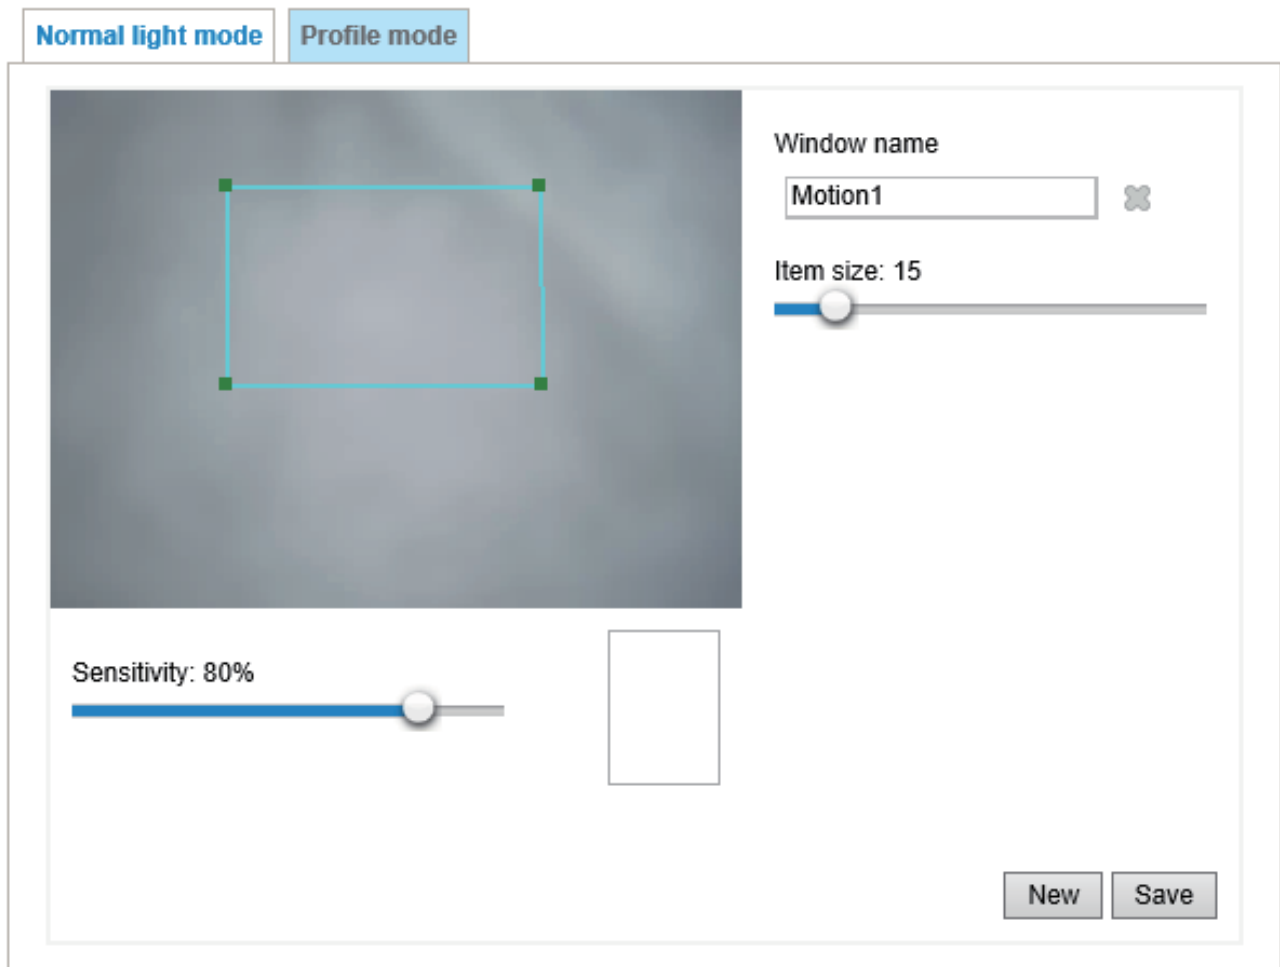 Normal light mode
Profile mode
Window name
Motion1
Item size: 15
Sensitivity: 80%
New
Save